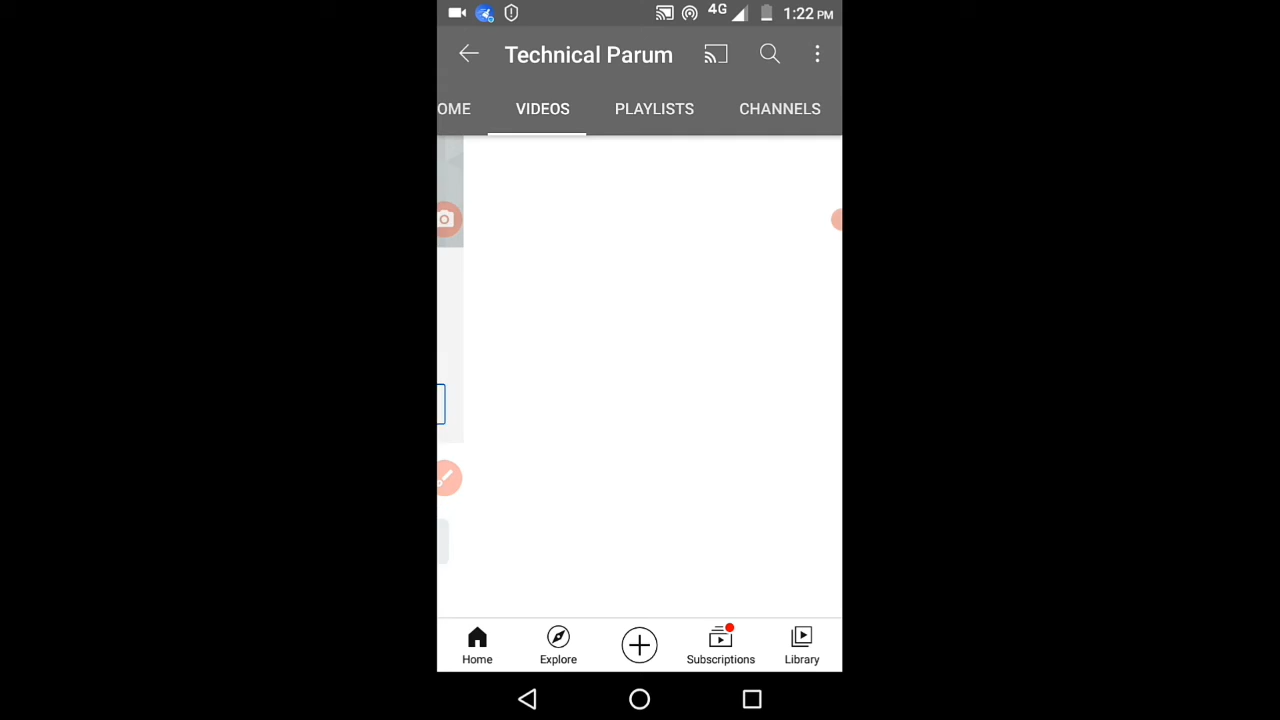 4G 1:22 PM
Technical Parum
OME VIDEOS PLAYLISTS CHANNELS
Home Explore Subscriptions Library